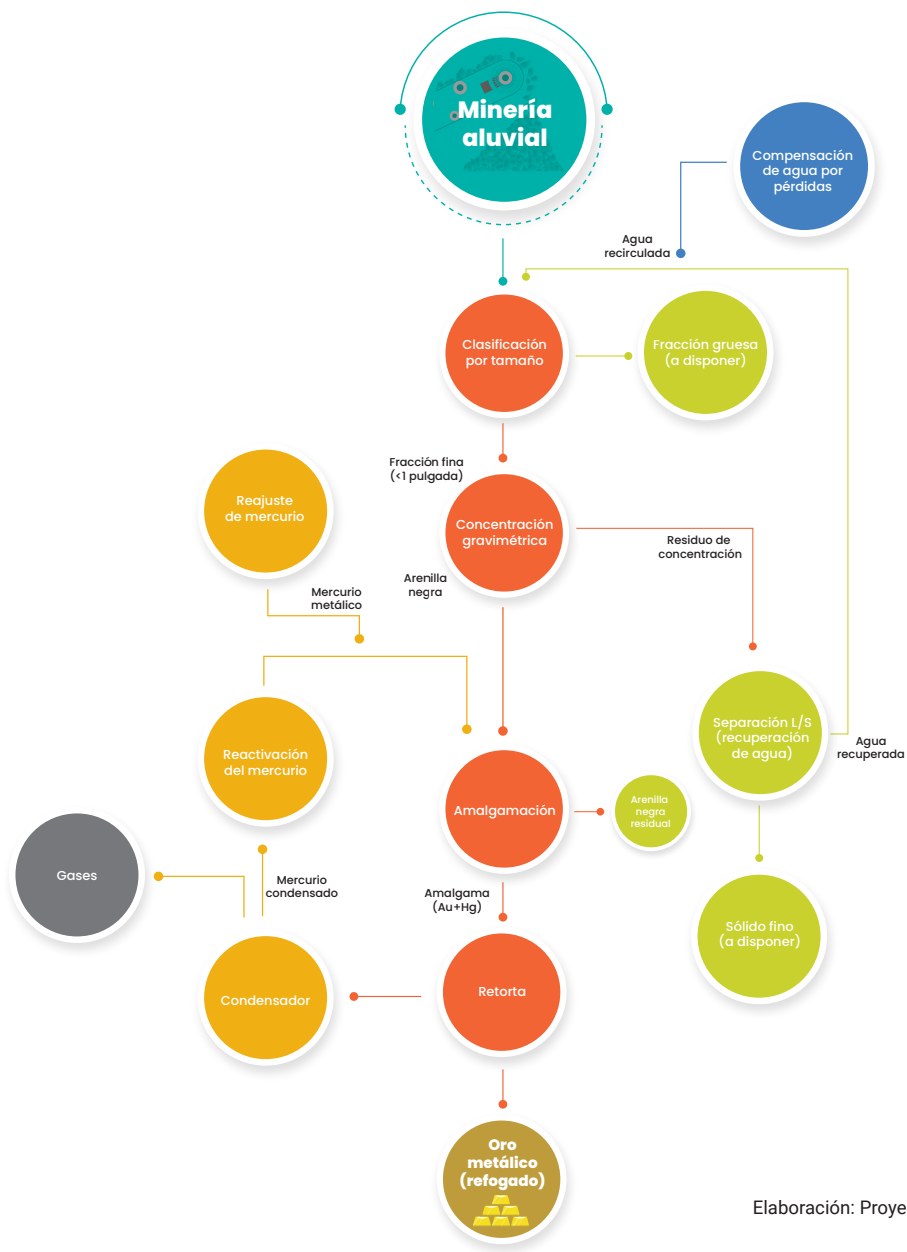 Minería
aluvial
Compensación
de agua por
pérdidas
Agua
recirculada
Clasificación
por tamaño
Fracción gruesa
(a disponer)
Fracción fina
(<1 pulgada)
Reajuste
de mercurio
Concentración
gravimétrica
Residuo de
concentración
Arenilla
negra
Mercurio
metálico
Separación L/S
(recuperación
de agua)
Agua
recuperada
Reactivación
del mercurio
Amalgamación
Arenilla
negra
residual
Gases
Mercurio
condensado
Amalgama
(Au+Hg)
Sólido fino
(a disponer)
Condensador
Retorta
Oro
metálico
(refogado)
Elaboración: Proye